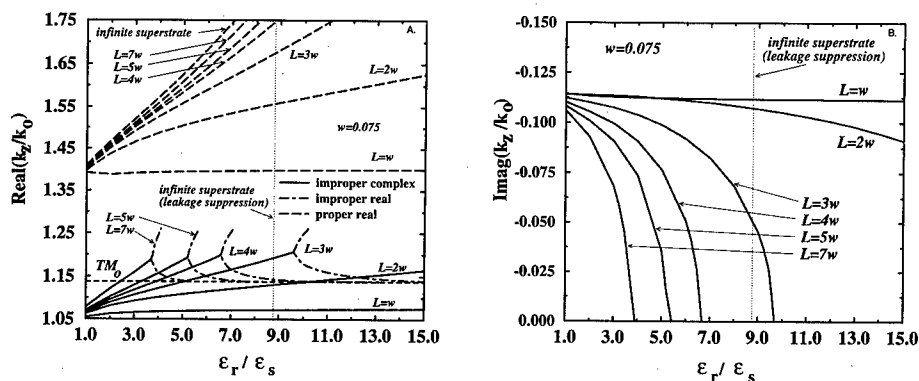 A.
1.75
1.65
1.55
1.45
1.35
1.25
1.15
1.05
Real(kz/ko)
infinite superstrate
L=7w
L=5w
L=4w
L=3w
L=2w
w=0.075
L=w
improper complex
improper real
proper real
infinite superstrate
(leakage suppression)
L=5w
L=7w
L=4w
L=3w
L=2w
TMo
L=w
1.0 3.0 5.0 7.0 9.0 11.0 13.0 15.0
εr / εs
B.
-0.150
-0.125
-0.100
-0.075
-0.050
-0.025
0.000
Imag(kz/ko)
w=0.075
infinite superstrate
(leakage suppression)
L=w
L=2w
L=3w
L=4w
L=5w
L=7w
1.0 3.0 5.0 7.0 9.0 11.0 13.0 15.0
εr / εs